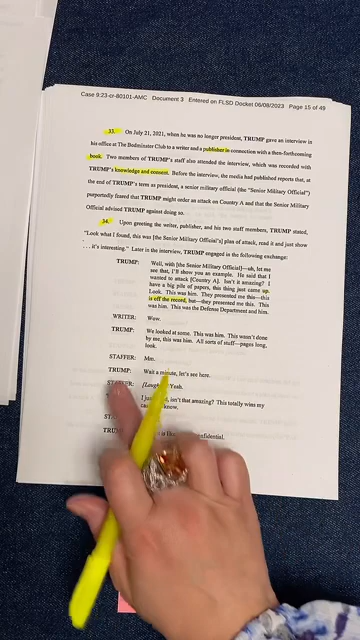 Case 9:23-cr-80101-AMC Document 3 Entered on FLSD Docket 06/08/2023 Page 15 of 49
33. On July 21, 2021, when he was no longer president, TRUMP gave an interview in
his office at The Bedminster Club to a writer and a publisher in connection with a then-forthcoming
book. Two members of TRUMP's staff also attended the interview, which was recorded with
TRUMP's knowledge and consent. Before the interview, the media had published reports that, at
the end of TRUMP's term as president, a senior military official (the "Senior Military Official")
purportedly feared that TRUMP might order an attack on Country A and that the Senior Military
Official advised TRUMP against doing so.
34. Upon greeting the writer, publisher, and his two staff members, TRUMP stated,
"Look what I found, this was [the Senior Military Official's] plan of attack, read it and just show
. . . it's interesting." Later in the interview, TRUMP engaged in the following exchange:
TRUMP: Well, with [the Senior Military Official]—uh, let me
see that, I'll show you an example. He said that I
wanted to attack [Country A]. Isn't it amazing? I
have a big pile of papers, this thing just came up.
Look. This was him. They presented me this—this
is off the record, but—they presented me this. This
was him. This was the Defense Department and him.
WRITER: Wow.
TRUMP: We looked at some. This was him. This wasn't done
by me, this was him. All sorts of stuff—pages long,
look.
STAFFER: Mm.
TRUMP: Wait a minute, let's see here.
STAFFER: [Laughter] Yeah.
I just isn't that amazing? This totally wins my
know.